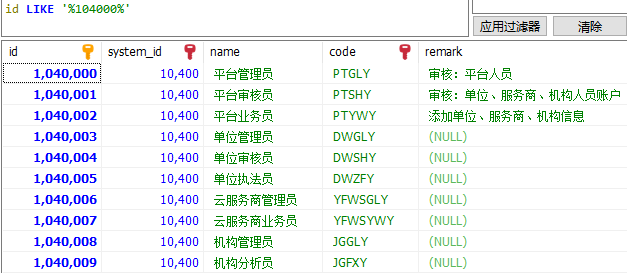 id LIKE '%104000%'
应用过滤器 清除
id system_id name code remark
1,040,000 10,400 平台管理员 PTGLY 审核：平台人员
1,040,001 10,400 平台审核员 PTSHY 审核：单位、服务商、机构人员账户
1,040,002 10,400 平台业务员 PTYWY 添加单位、服务商、机构信息
1,040,003 10,400 单位管理员 DWGLY (NULL)
1,040,004 10,400 单位审核员 DWSHY (NULL)
1,040,005 10,400 单位执法员 DWZFY (NULL)
1,040,006 10,400 云服务商管理员 YFWSGLY (NULL)
1,040,007 10,400 云服务商业务员 YFWSYWY (NULL)
1,040,008 10,400 机构管理员 JGGLY (NULL)
1,040,009 10,400 机构分析员 JGFXY (NULL)